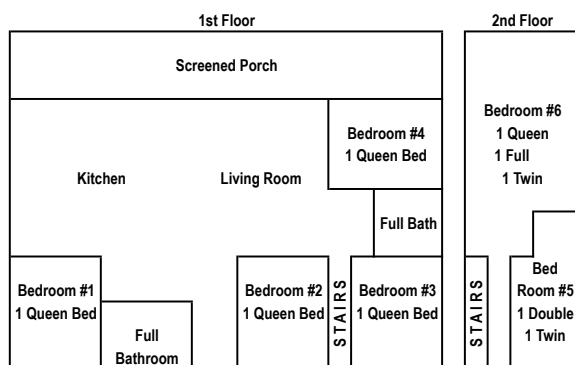 1st Floor
2nd Floor
Screened Porch
Bedroom #4
1 Queen Bed
Bedroom #6
1 Queen
1 Full
1 Twin
Kitchen
Living Room
Full Bath
Bedroom #1
1 Queen Bed
Full
Bathroom
Bedroom #2
1 Queen Bed
STAIRS
Bedroom #3
1 Queen Bed
STAIRS
Bed
Room #5
1 Double
1 Twin